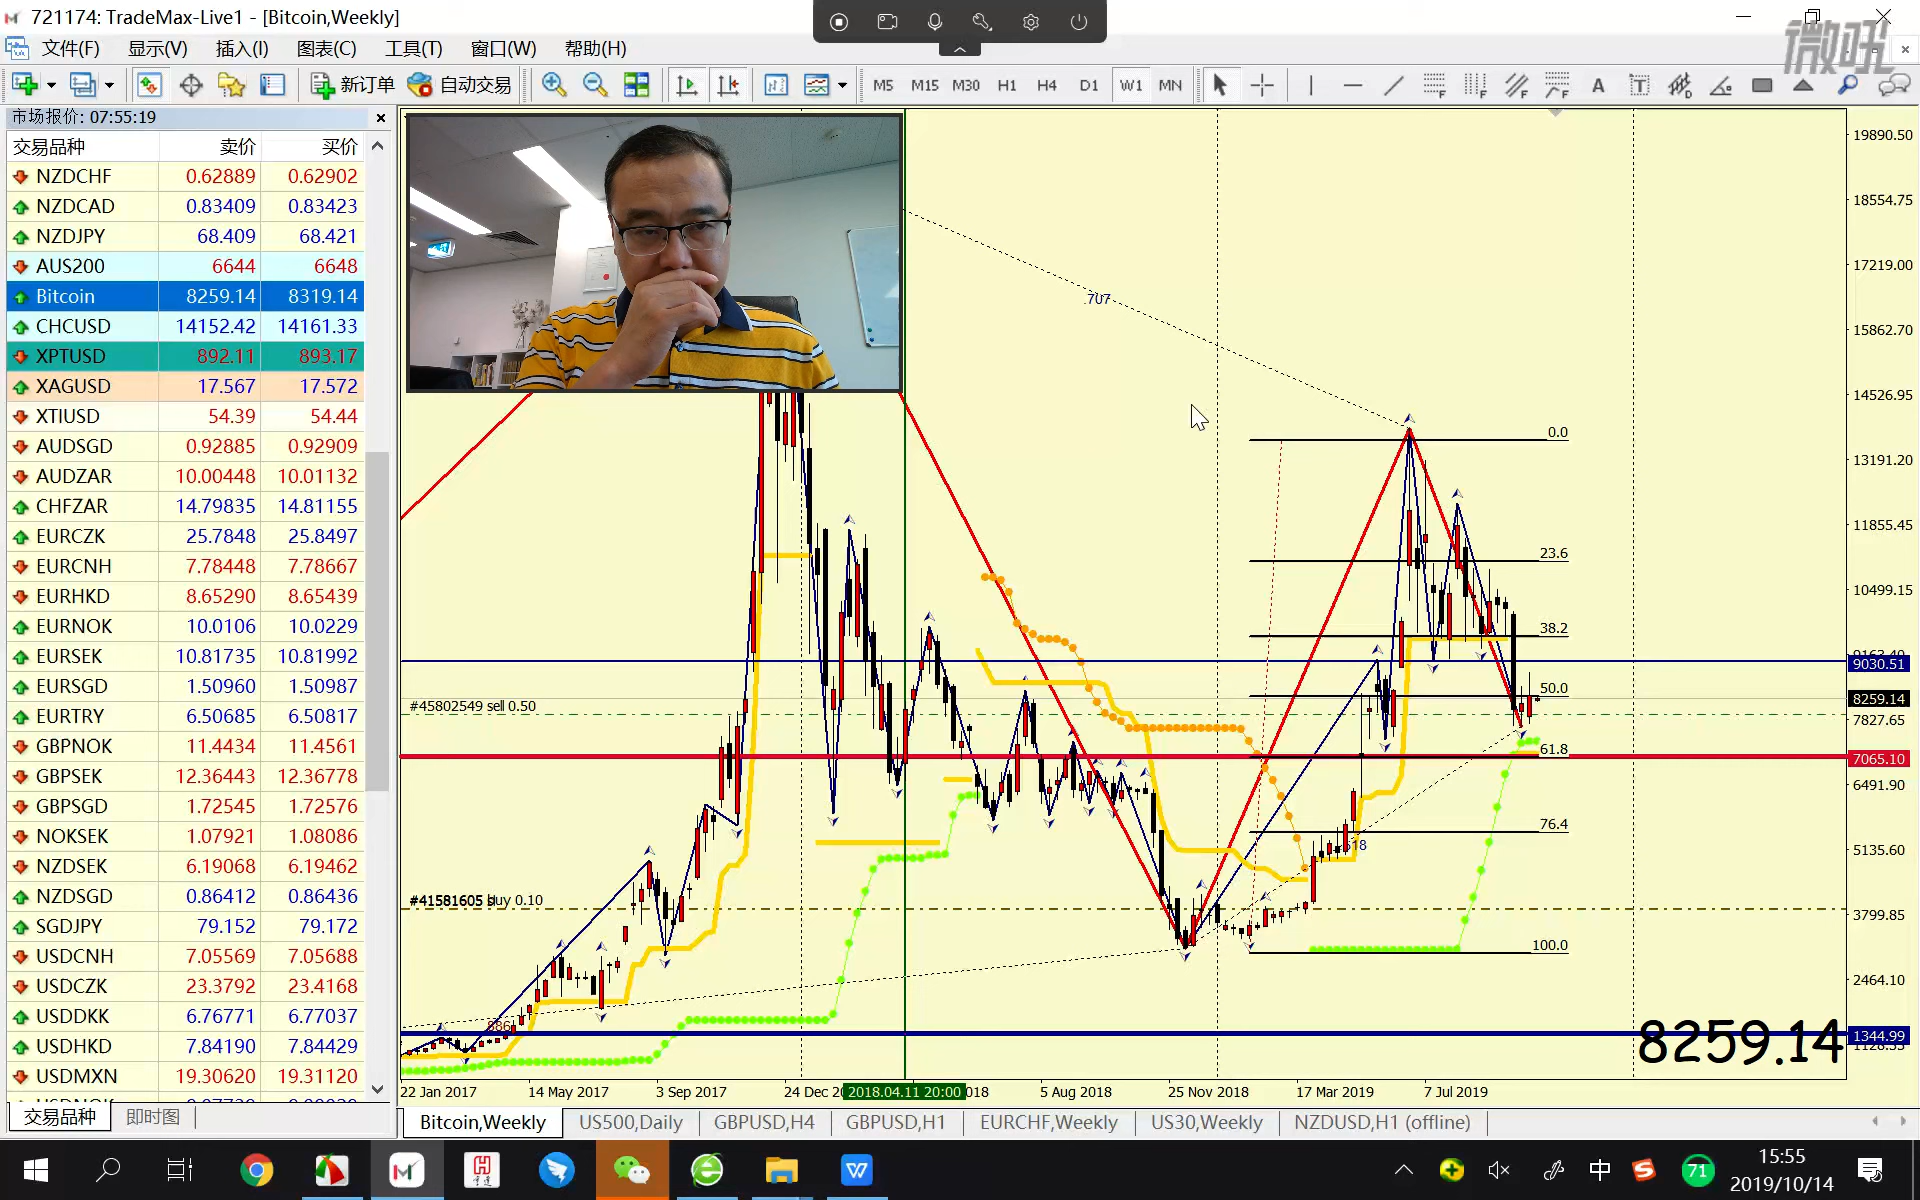 721174: TradeMax-Live1 - [Bitcoin,Weekly]
微吼
文件(F) 显示(V) 插入(I) 图表(C) 工具(T) 窗口(W) 帮助(H)
新订单 自动交易 M5 M15 M30 H1 H4 D1 W1 MN
市场报价: 07:55:19
交易品种 卖价 买价
NZDCHF 0.62889 0.62902
NZDCAD 0.83409 0.83423
NZDJPY 68.409 68.421
AUS200 6644 6648
Bitcoin 8259.14 8319.14
CHCUSD 14152.42 14161.33
XPTUSD 892.11 893.17
XAGUSD 17.567 17.572
XTIUSD 54.39 54.44
AUDSGD 0.92885 0.92909
AUDZAR 10.00448 10.01132
CHFZAR 14.79835 14.81155
EURCZK 25.7848 25.8497
EURCNH 7.78448 7.78667
EURHKD 8.65290 8.65439
EURNOK 10.0106 10.0229
EURSEK 10.81735 10.81992
EURSGD 1.50960 1.50987
EURTRY 6.50685 6.50817
GBPNOK 11.4434 11.4561
GBPSEK 12.36443 12.36778
GBPSGD 1.72545 1.72576
NOKSEK 1.07921 1.08086
NZDSEK 6.19068 6.19462
NZDSGD 0.86412 0.86436
SGDJPY 79.152 79.172
USDCNH 7.05569 7.05688
USDCZK 23.3792 23.4168
USDDKK 6.76771 6.77037
USDHKD 7.84190 7.84429
USDMXN 19.30620 19.31120
交易品种 即时图
.707
0.0
23.6
38.2
50.0
61.8
76.4
100.0
#45802549 sell 0.50
#41581605 buy 0.10
19890.50
18554.75
17219.00
15862.70
14526.95
13191.20
11855.45
10499.15
9030.51
8259.14
7827.65
7065.10
6491.90
5135.60
3799.85
2464.10
1344.99
8259.14
22 Jan 2017 14 May 2017 3 Sep 2017 24 Dec 2018.04.11 20:00 018 5 Aug 2018 25 Nov 2018 17 Mar 2019 7 Jul 2019
Bitcoin,Weekly US500,Daily GBPUSD,H4 GBPUSD,H1 EURCHF,Weekly US30,Weekly NZDUSD,H1 (offline)
中 71 15:55
2019/10/14